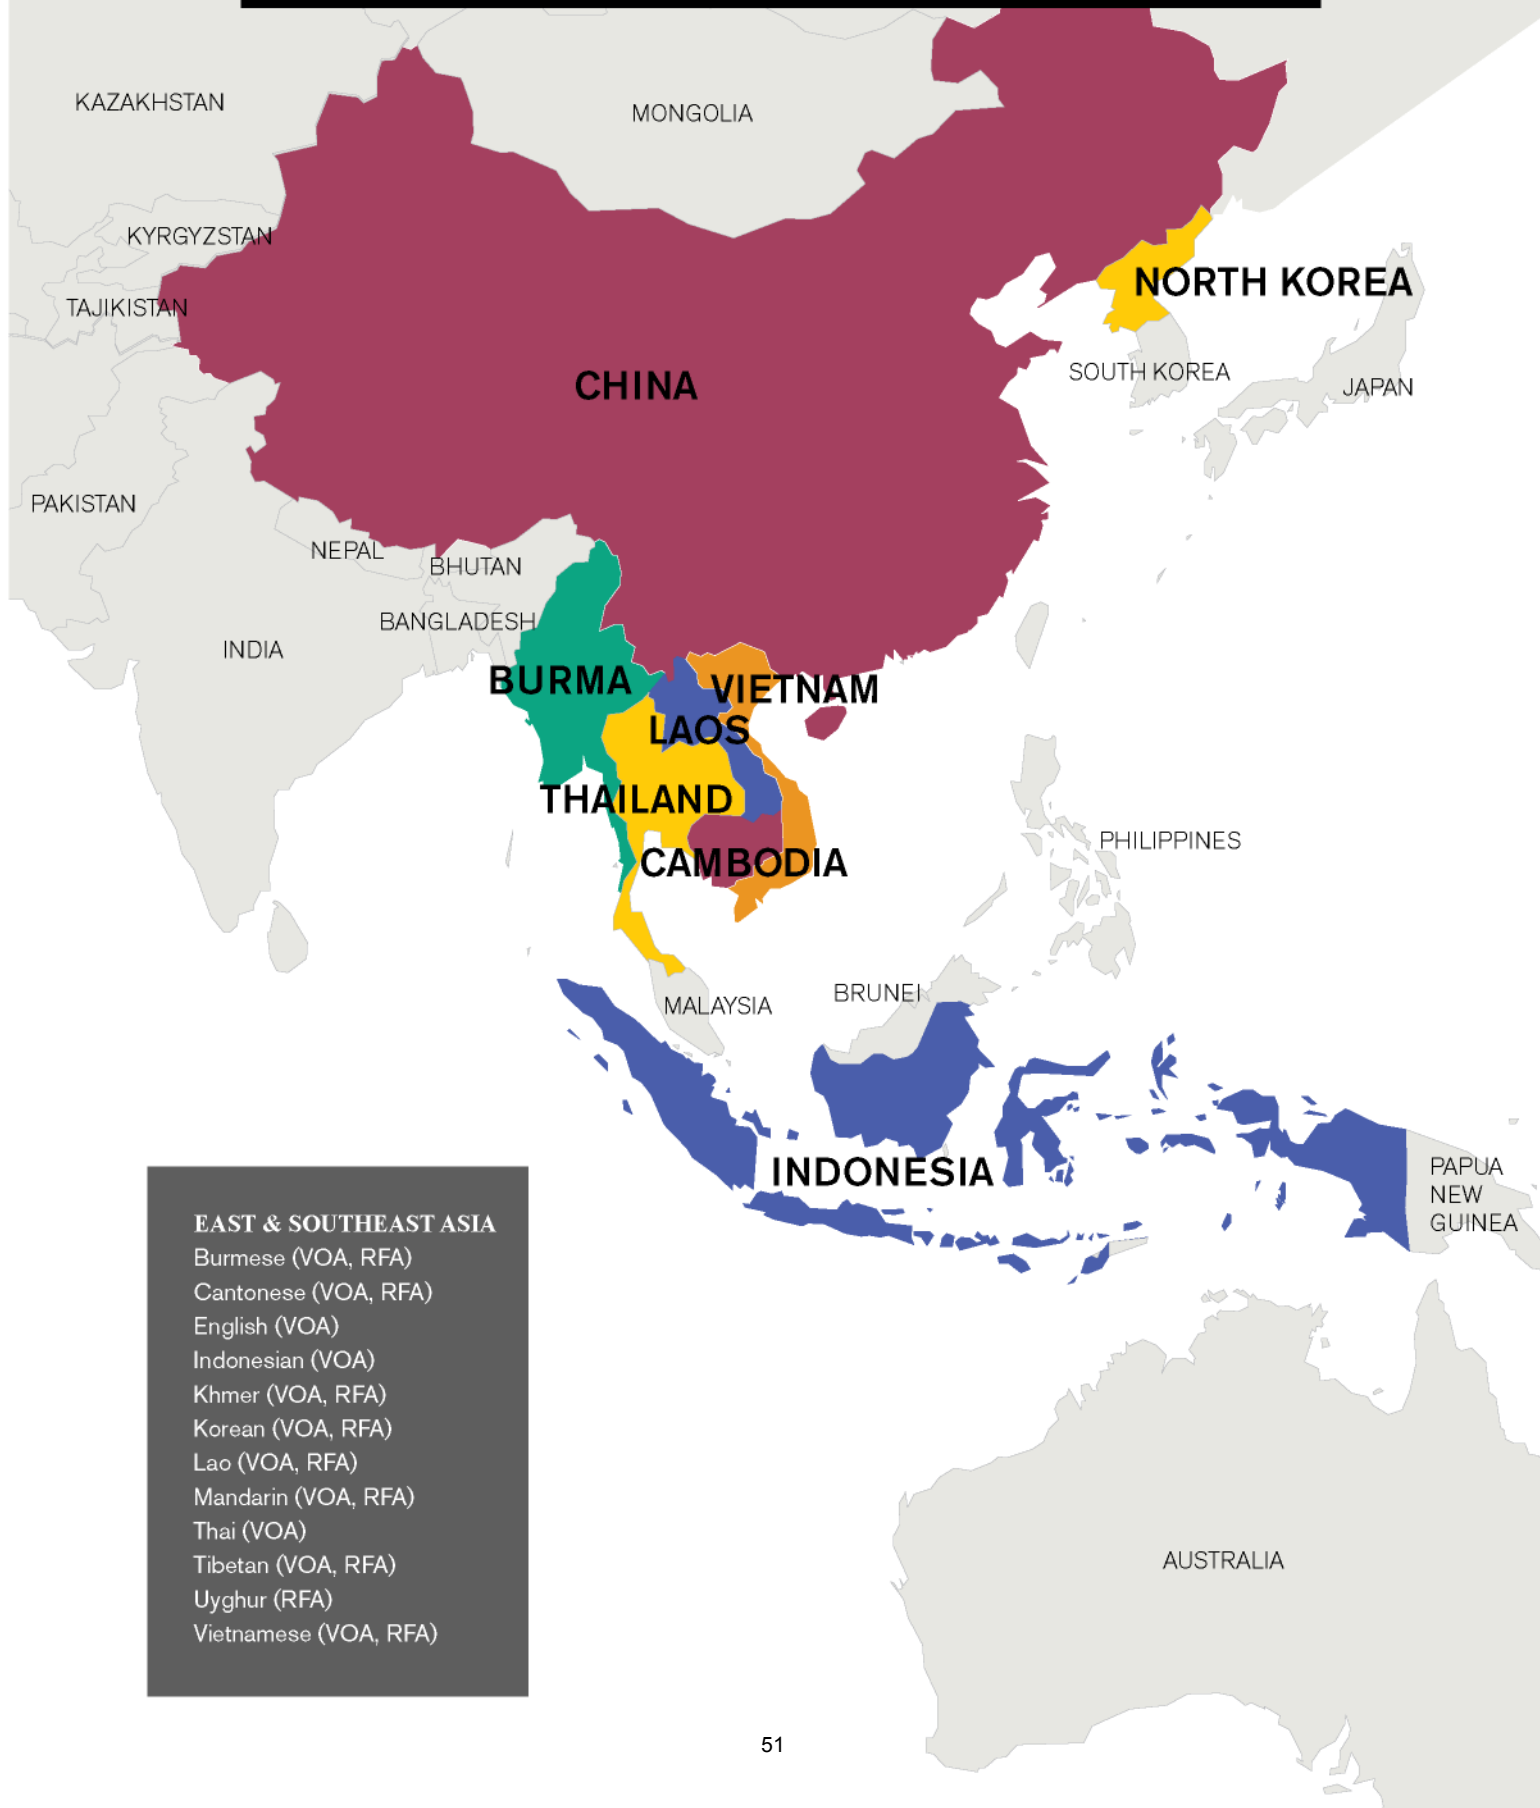 KAZAKHSTAN
MONGOLIA
KYRGYZSTAN
NORTH KOREA
TAJIKISTAN
SOUTH KOREA
CHINA
JAPAN
PAKISTAN
NEPAL
BHUTAN
BANGLADESH
INDIA
BURMA
VIETNAM
LAOS
THAILAND
PHILIPPINES
CAMBODIA
BRUNEI
MALAYSIA
INDONESIA
PAPUA
NEW
GUINEA
EAST & SOUTHEAST ASIA
Burmese (VOA, RFA)
Cantonese (VOA, RFA)
English (VOA)
Indonesian (VOA)
Khmer (VOA, RFA)
Korean (VOA, RFA)
Lao (VOA, RFA)
Mandarin (VOA, RFA)
Thai (VOA)
Tibetan (VOA, RFA)
Uyghur (RFA)
Vietnamese (VOA, RFA)
AUSTRALIA
51